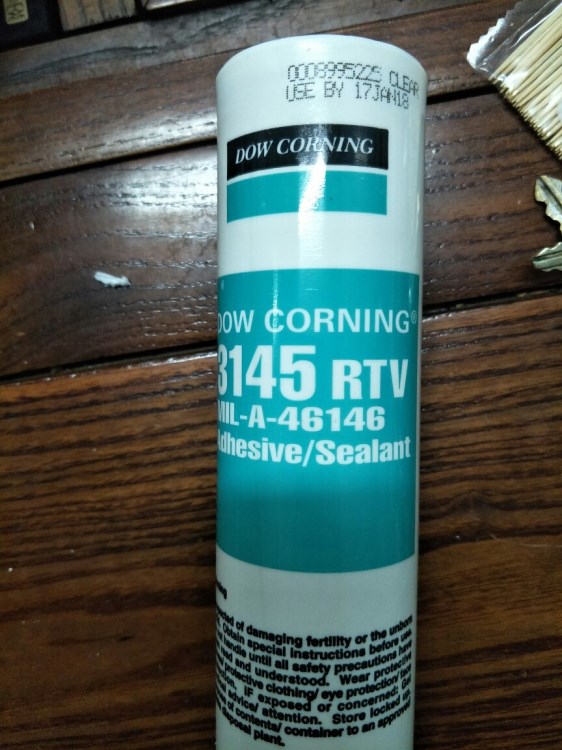 0008995225 CLEAR
USE BY 17JAN18
DOW CORNING
DOW CORNING®
3145 RTV
MIL-A-46146
Adhesive/Sealant
of damaging fertility or the unborn
Obtain special instructions before use.
handle until all safety precautions have
and understood. Wear protective
protective clothing/ eye protection/ face
IF exposed or concerned: Get
advice/ attention. Store locked up.
of contents/ container to an approved
disposal plant.